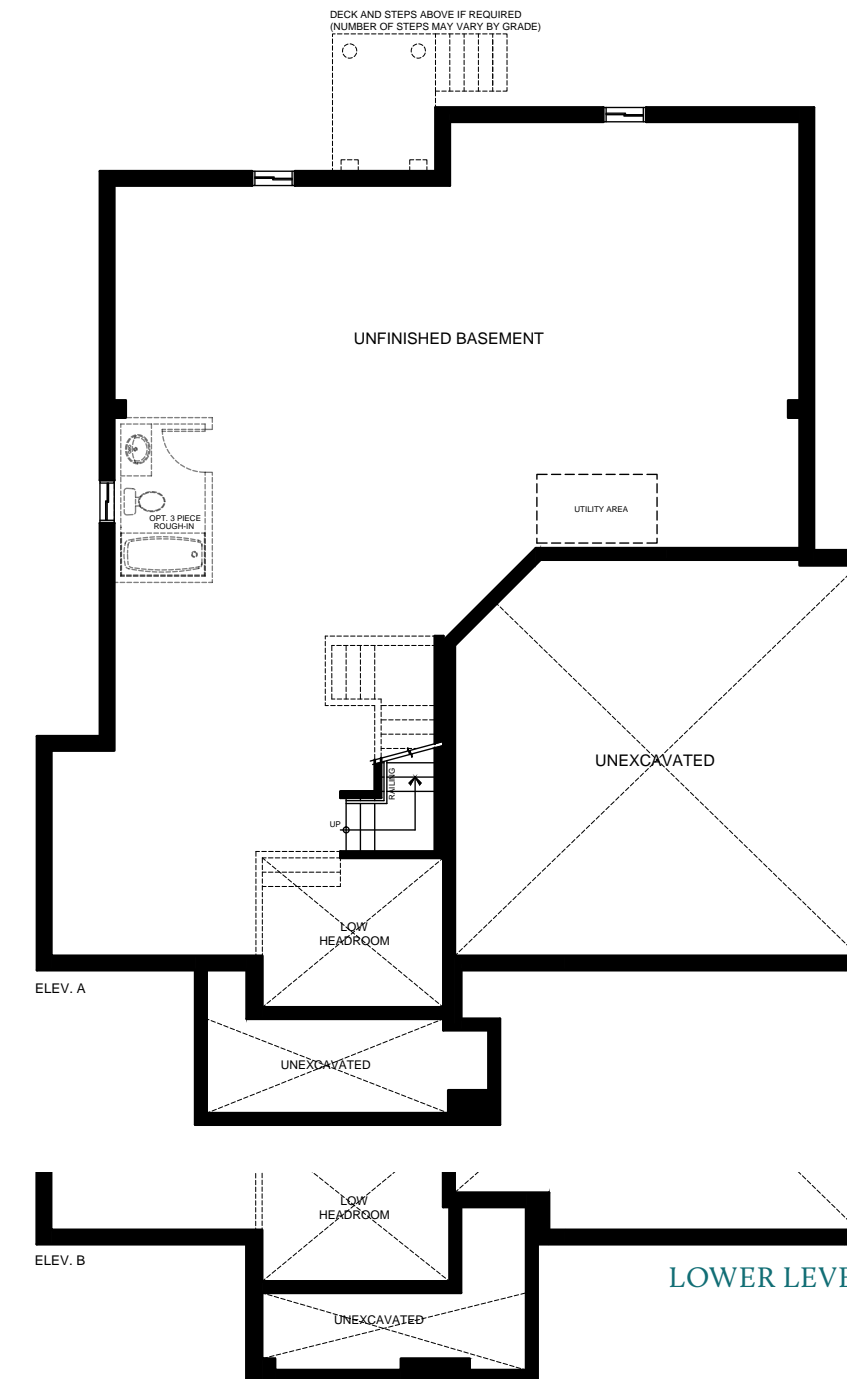 DECK AND STEPS ABOVE IF REQUIRED
(NUMBER OF STEPS MAY VARY BY GRADE)
UNFINISHED BASEMENT
UTILITY AREA
OPT. 3 PIECE
ROUGH-IN
UNEXCAVATED
RAILING
UP
LOW
HEADROOM
ELEV. A
UNEXCAVATED
LOW
HEADROOM
ELEV. B
LOWER LEVE
UNEXCAVATED